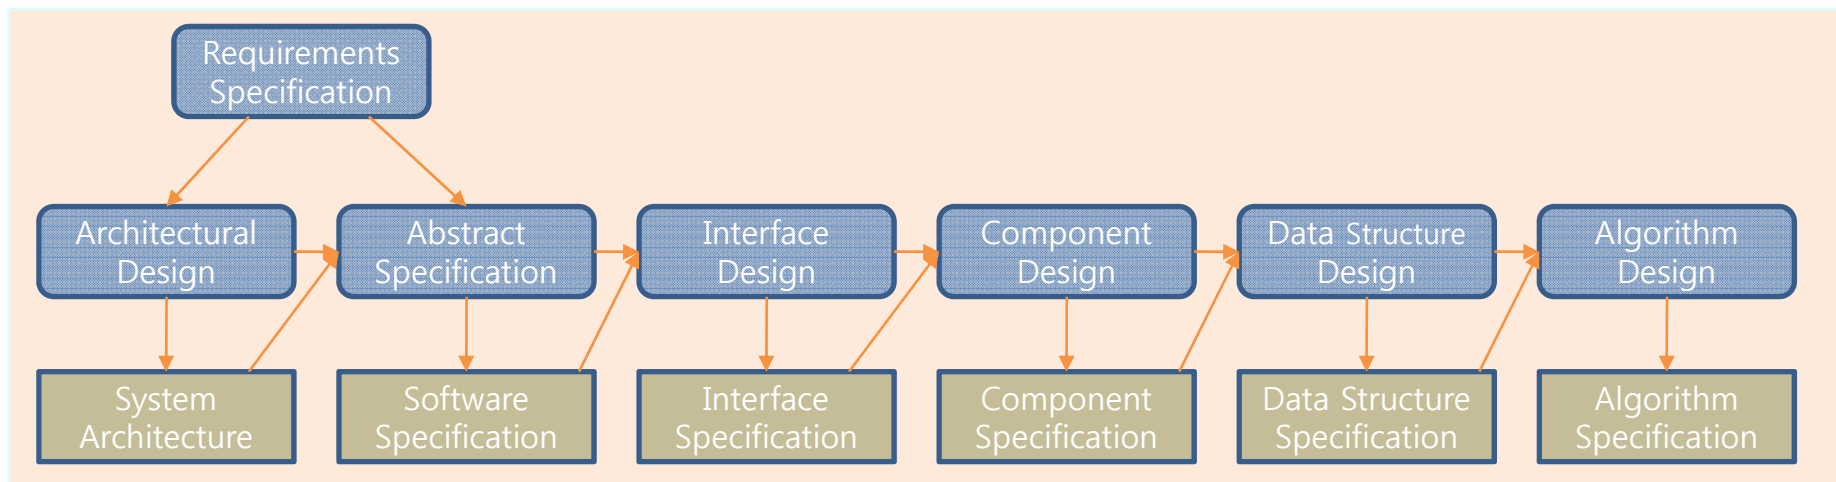 Requirements
Specification
Architectural
Design
Abstract
Specification
Interface
Design
Component
Design
Data Structure
Design
Algorithm
Design
System
Architecture
Software
Specification
Interface
Specification
Component
Specification
Data Structure
Specification
Algorithm
Specification